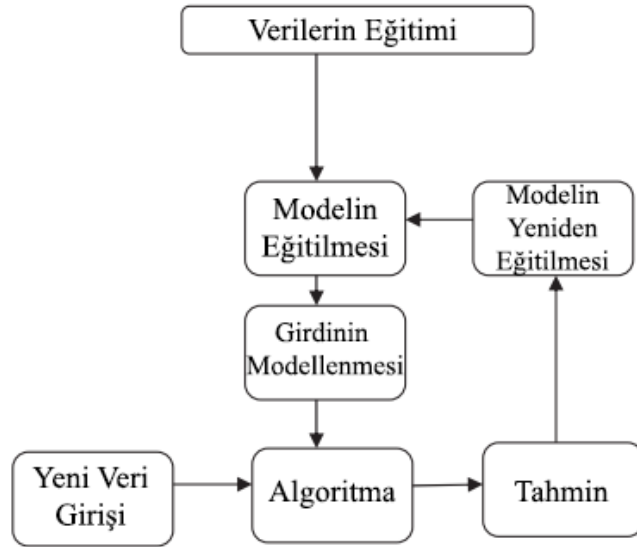 Verilerin Eğitimi
Modelin
Eğitilmesi
Modelin
Yeniden
Eğitilmesi
Girdinin
Modellenmesi
Yeni Veri
Girişi
Algoritma
Tahmin